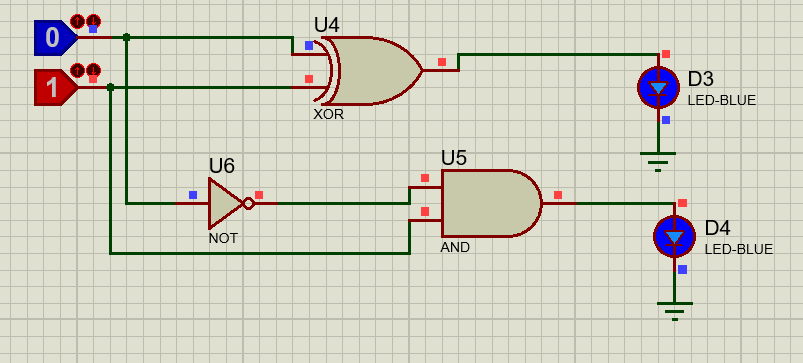 0
1
U4
XOR
D3
LED-BLUE
U6
NOT
U5
AND
D4
LED-BLUE